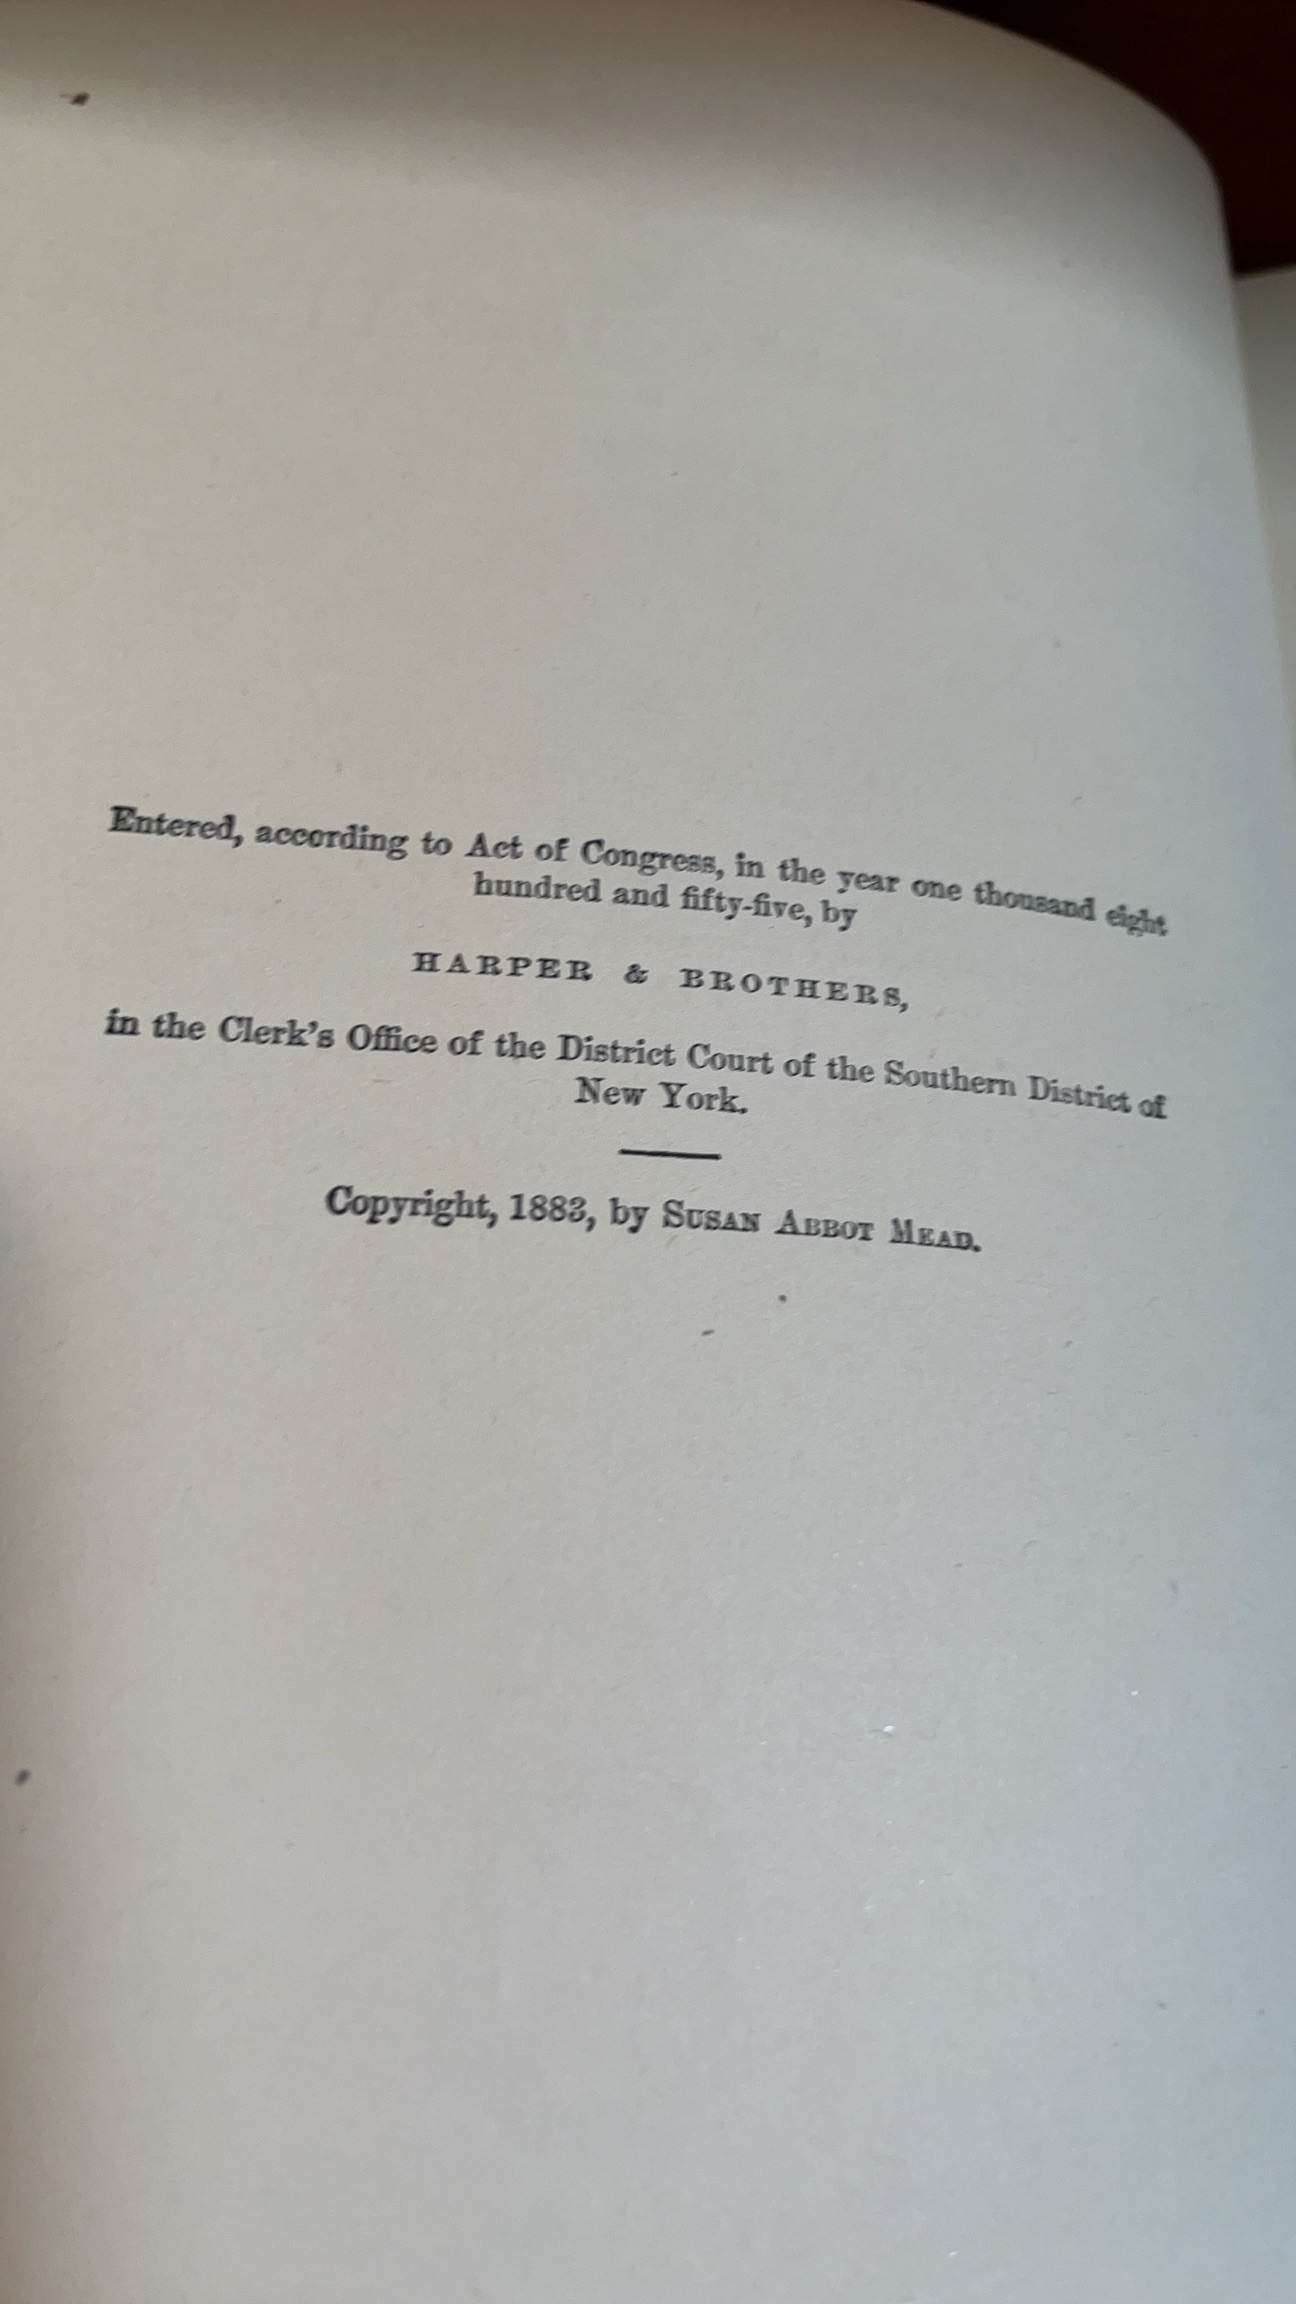 Entered, according to Act of Congress, in the year one thousand eight
hundred and fifty-five, by
HARPER & BROTHERS,
in the Clerk's Office of the District Court of the Southern District of
New York.
Copyright, 1883, by SUSAN ABBOT MEAD.